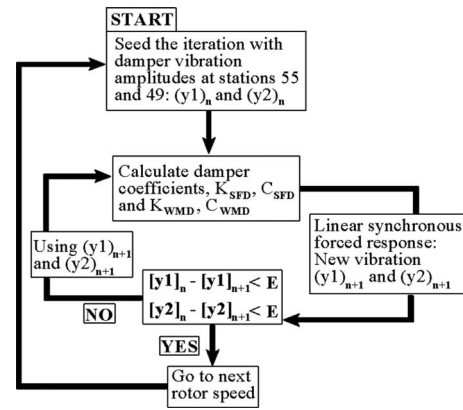 START
Seed the iteration with
damper vibration
amplitudes at stations 55
and 49: (y1)n and (y2)n
Calculate damper
coefficients, KSFD, CSFD
and KWMD, CWMD
Linear synchronous
forced response:
New vibration
(y1)n+1 and (y2)n+1
Using (y1)n+1
and (y2)n+1
[y1]n - [y1]n+1< E
[y2]n - [y2]n+1< E
NO
YES
Go to next
rotor speed